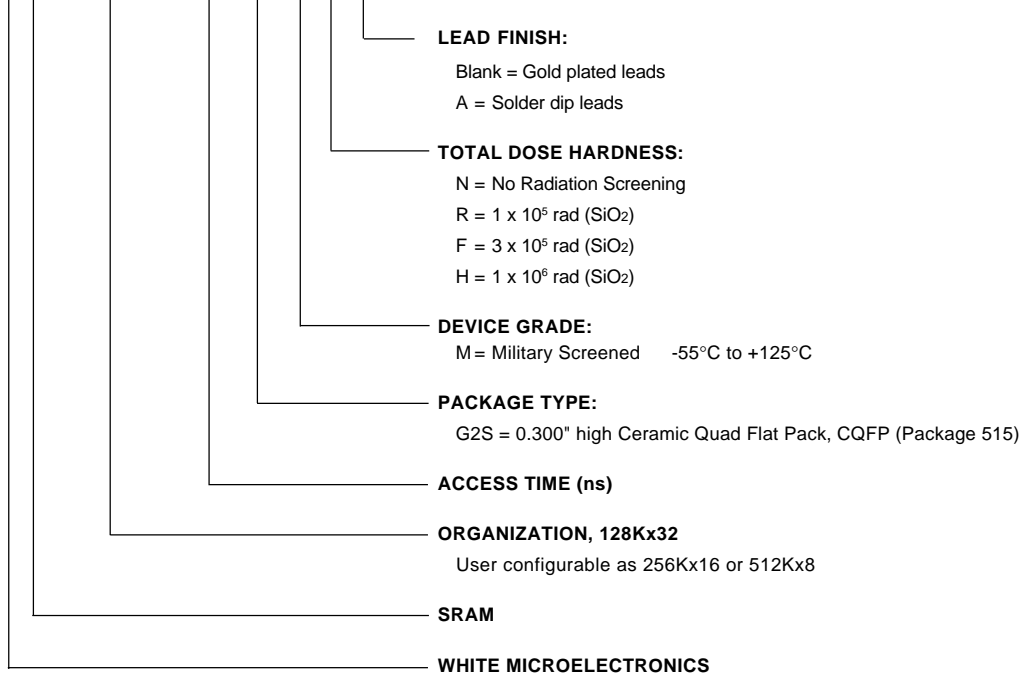 LEAD FINISH:
Blank = Gold plated leads
A = Solder dip leads
TOTAL DOSE HARDNESS:
N = No Radiation Screening
R = 1 x 10⁵ rad (SiO₂)
F = 3 x 10⁵ rad (SiO₂)
H = 1 x 10⁶ rad (SiO₂)
DEVICE GRADE:
M = Military Screened -55°C to +125°C
PACKAGE TYPE:
G2S = 0.300" high Ceramic Quad Flat Pack, CQFP (Package 515)
ACCESS TIME (ns)
ORGANIZATION, 128Kx32
User configurable as 256Kx16 or 512Kx8
SRAM
WHITE MICROELECTRONICS